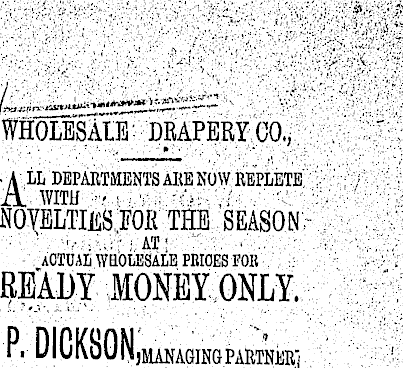 WHOLESALE DRAPERY CO.,
ALL DEPARTMENTS ARE NOW REPLETE
WITH
NOVELTIES FOR THE SEASON
AT
ACTUAL WHOLESALE PRICES FOR
READY MONEY ONLY.
P. DICKSON, MANAGING PARTNER,